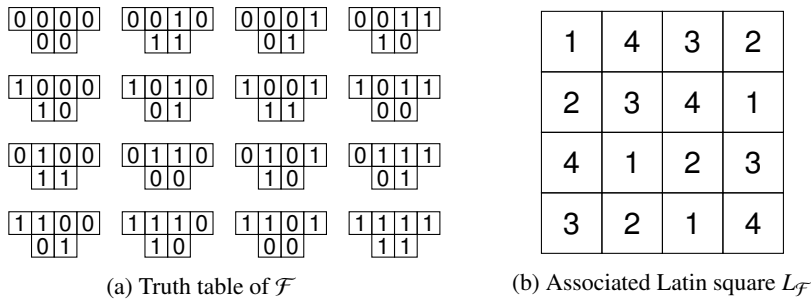 0 0 0 0 0 0 1 0 0 0 0 1 0 0 1 1
0 0 1 1 0 1 1 0
1 0 0 0 1 0 1 0 1 0 0 1 1 0 1 1
1 0 0 1 1 1 0 0
0 1 0 0 0 1 1 0 0 1 0 1 0 1 1 1
1 1 0 0 1 0 0 1
1 1 0 0 1 1 1 0 1 1 0 1 1 1 1 1
0 1 1 0 0 0 1 1
(a) Truth table of ℱ
1 4 3 2
2 3 4 1
4 1 2 3
3 2 1 4
(b) Associated Latin square L_ℱ